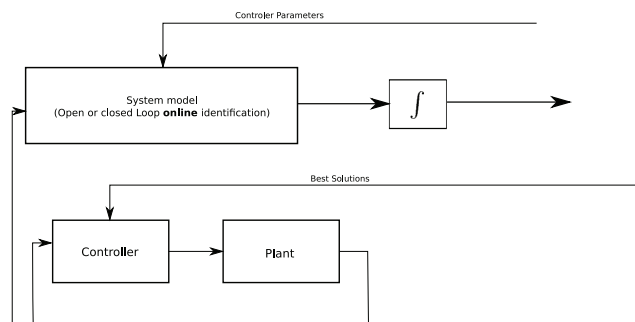 Controler Parameters
System model
(Open or closed Loop online identification)
∫
Best Solutions
Controller
Plant